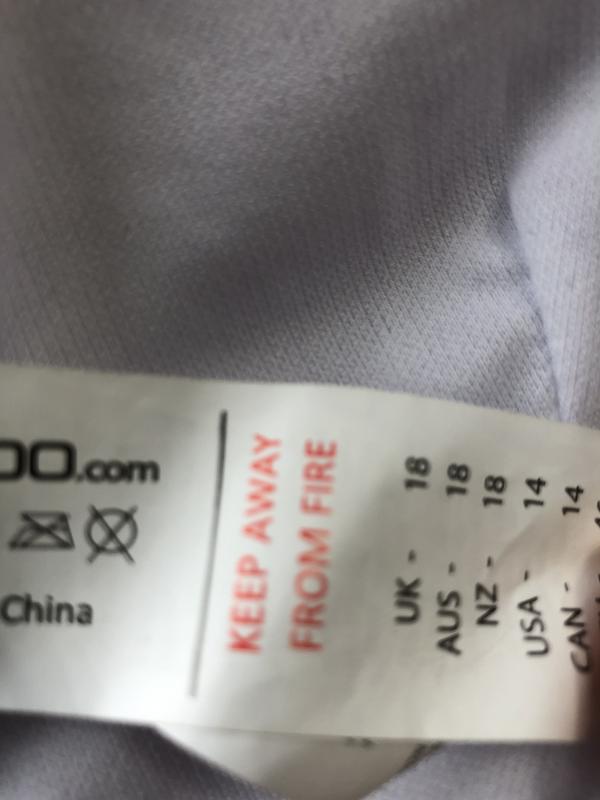 OO.com
China
KEEP AWAY
FROM FIRE
UK - 18
AUS - 18
NZ - 18
USA - 14
CAN - 14